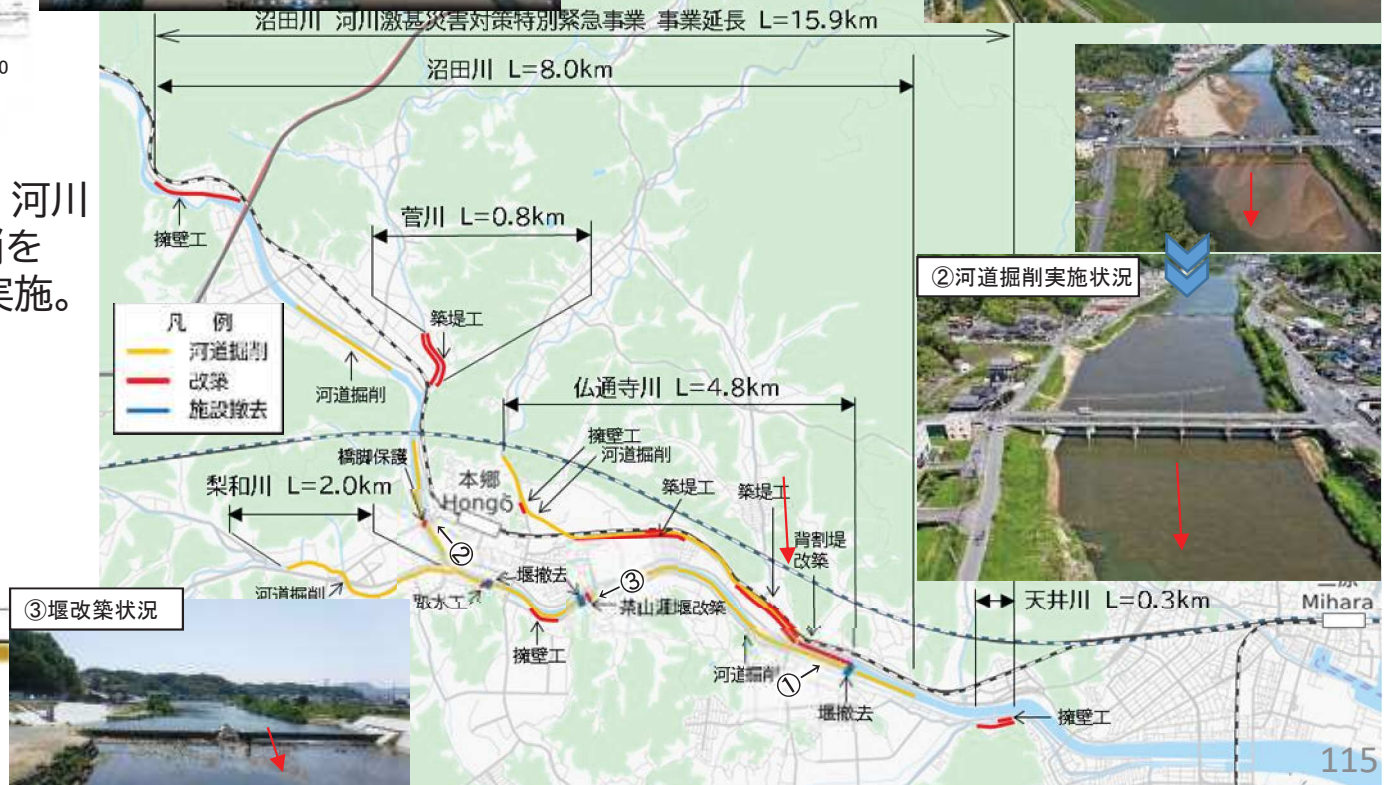 沼田川 河川激甚災害対策特別緊急事業 事業延長 L=15.9km
沼田川 L=8.0km
0
河川
を
実施。
擁壁工
菅川 L=0.8km
築堤工
②河道掘削実施状況
凡 例
河道掘削
改築
施設撤去
河道掘削
仏通寺川 L=4.8km
擁壁工
河道掘削
橋脚保護
本郷
Hongō
築堤工
築堤工
梨和川 L=2.0km
背割堤
改築
②
堰撤去
③
河道掘削
取水工
菜山涯堰改築
天井川 L=0.3km
Mihara
③堰改築状況
擁壁工
河道掘削
①
堰撤去
擁壁工
115